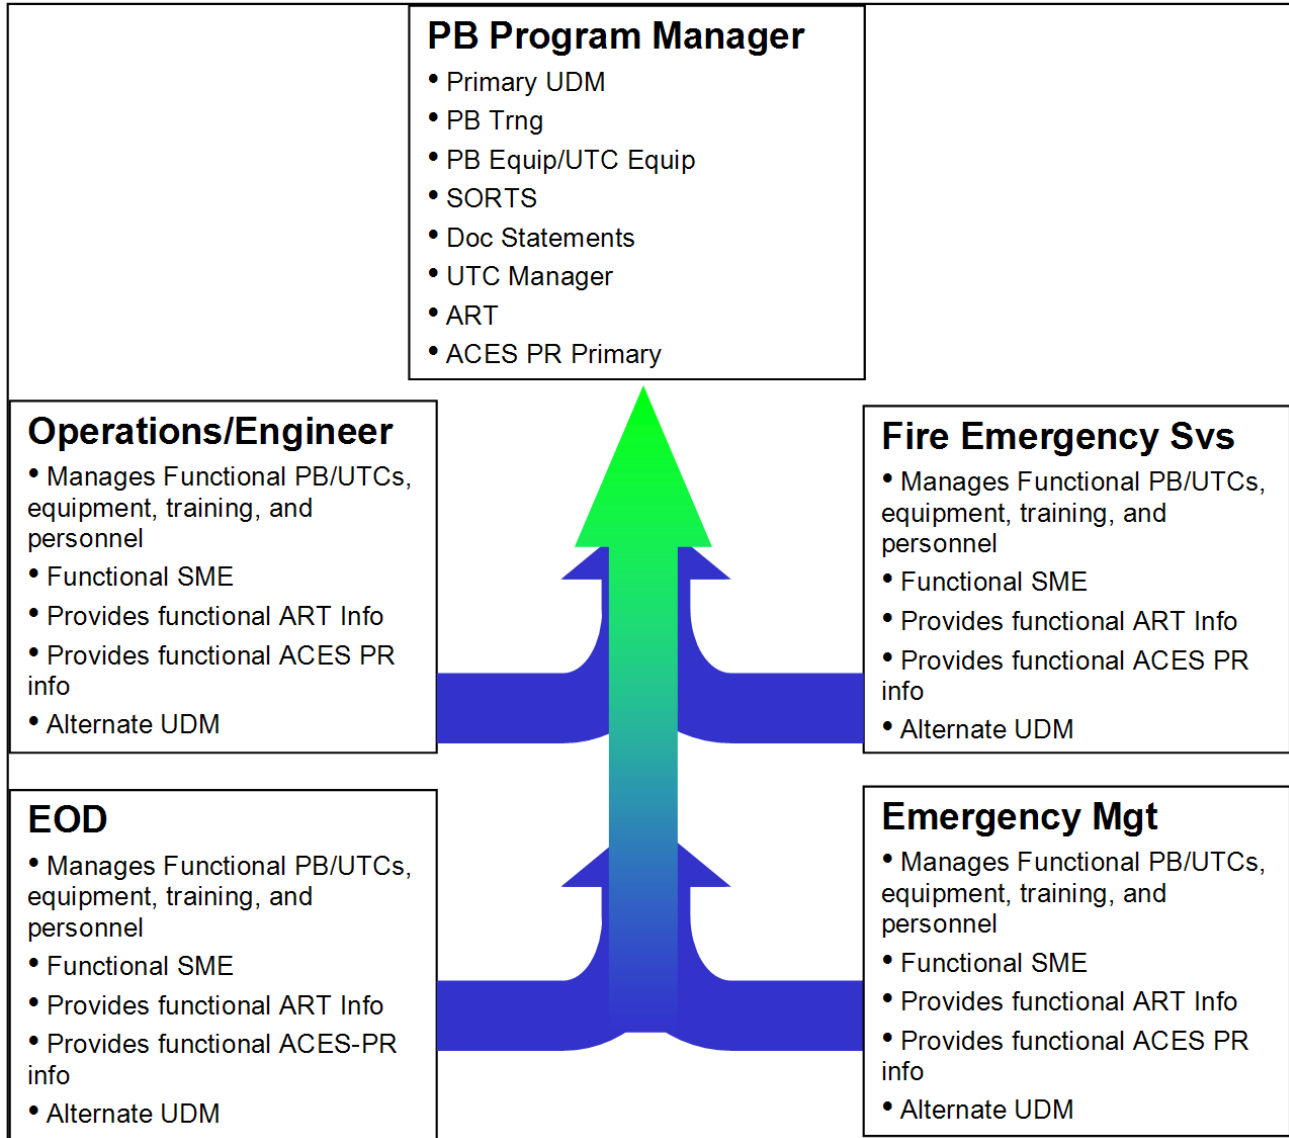 PB Program Manager
• Primary UDM
• PB Trng
• PB Equip/UTC Equip
• SORTS
• Doc Statements
• UTC Manager
• ART
• ACES PR Primary
Operations/Engineer
• Manages Functional PB/UTCs,
equipment, training, and
personnel
• Functional SME
• Provides functional ART Info
• Provides functional ACES PR
info
• Alternate UDM
Fire Emergency Svs
• Manages Functional PB/UTCs,
equipment, training, and
personnel
• Functional SME
• Provides functional ART Info
• Provides functional ACES PR
info
• Alternate UDM
EOD
• Manages Functional PB/UTCs,
equipment, training, and
personnel
• Functional SME
• Provides functional ART Info
• Provides functional ACES-PR
info
• Alternate UDM
Emergency Mgt
• Manages Functional PB/UTCs,
equipment, training, and
personnel
• Functional SME
• Provides functional ART Info
• Provides functional ACES PR
info
• Alternate UDM